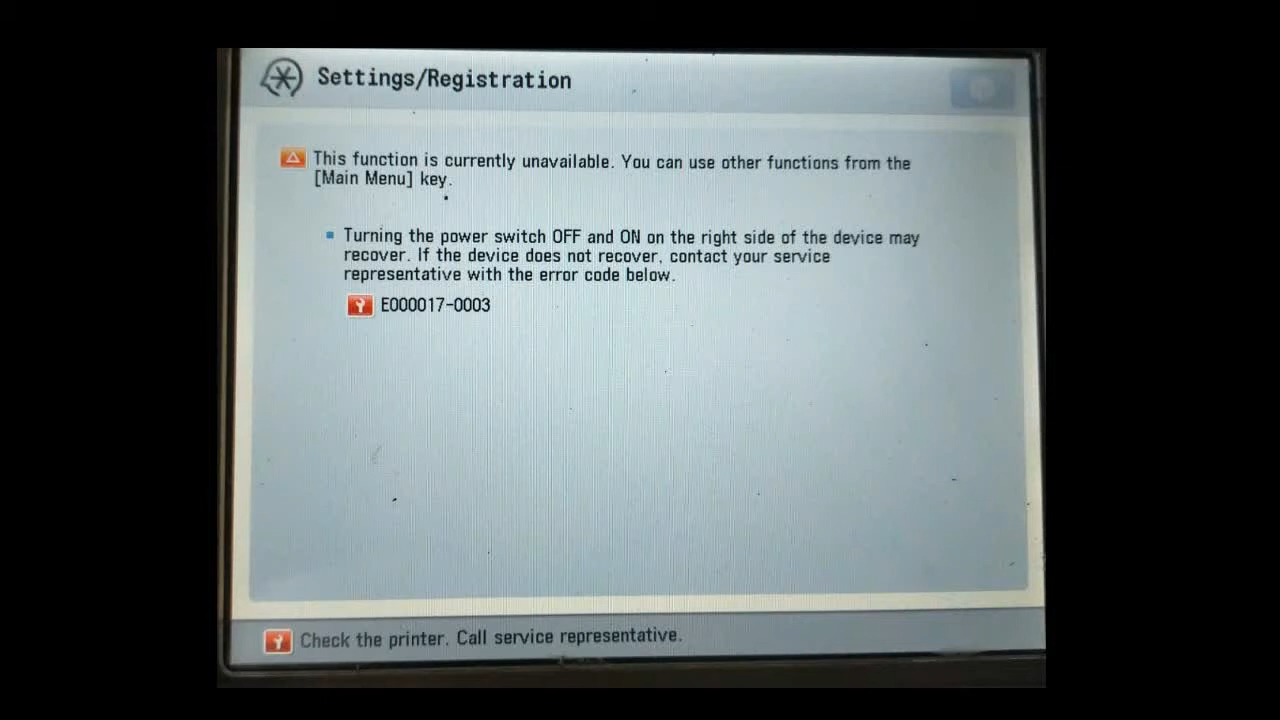 Settings/Registration
This function is currently unavailable. You can use other functions from the
[Main Menu] key.
Turning the power switch OFF and ON on the right side of the device may
recover. If the device does not recover, contact your service
representative with the error code below.
E000017-0003
Check the printer. Call service representative.